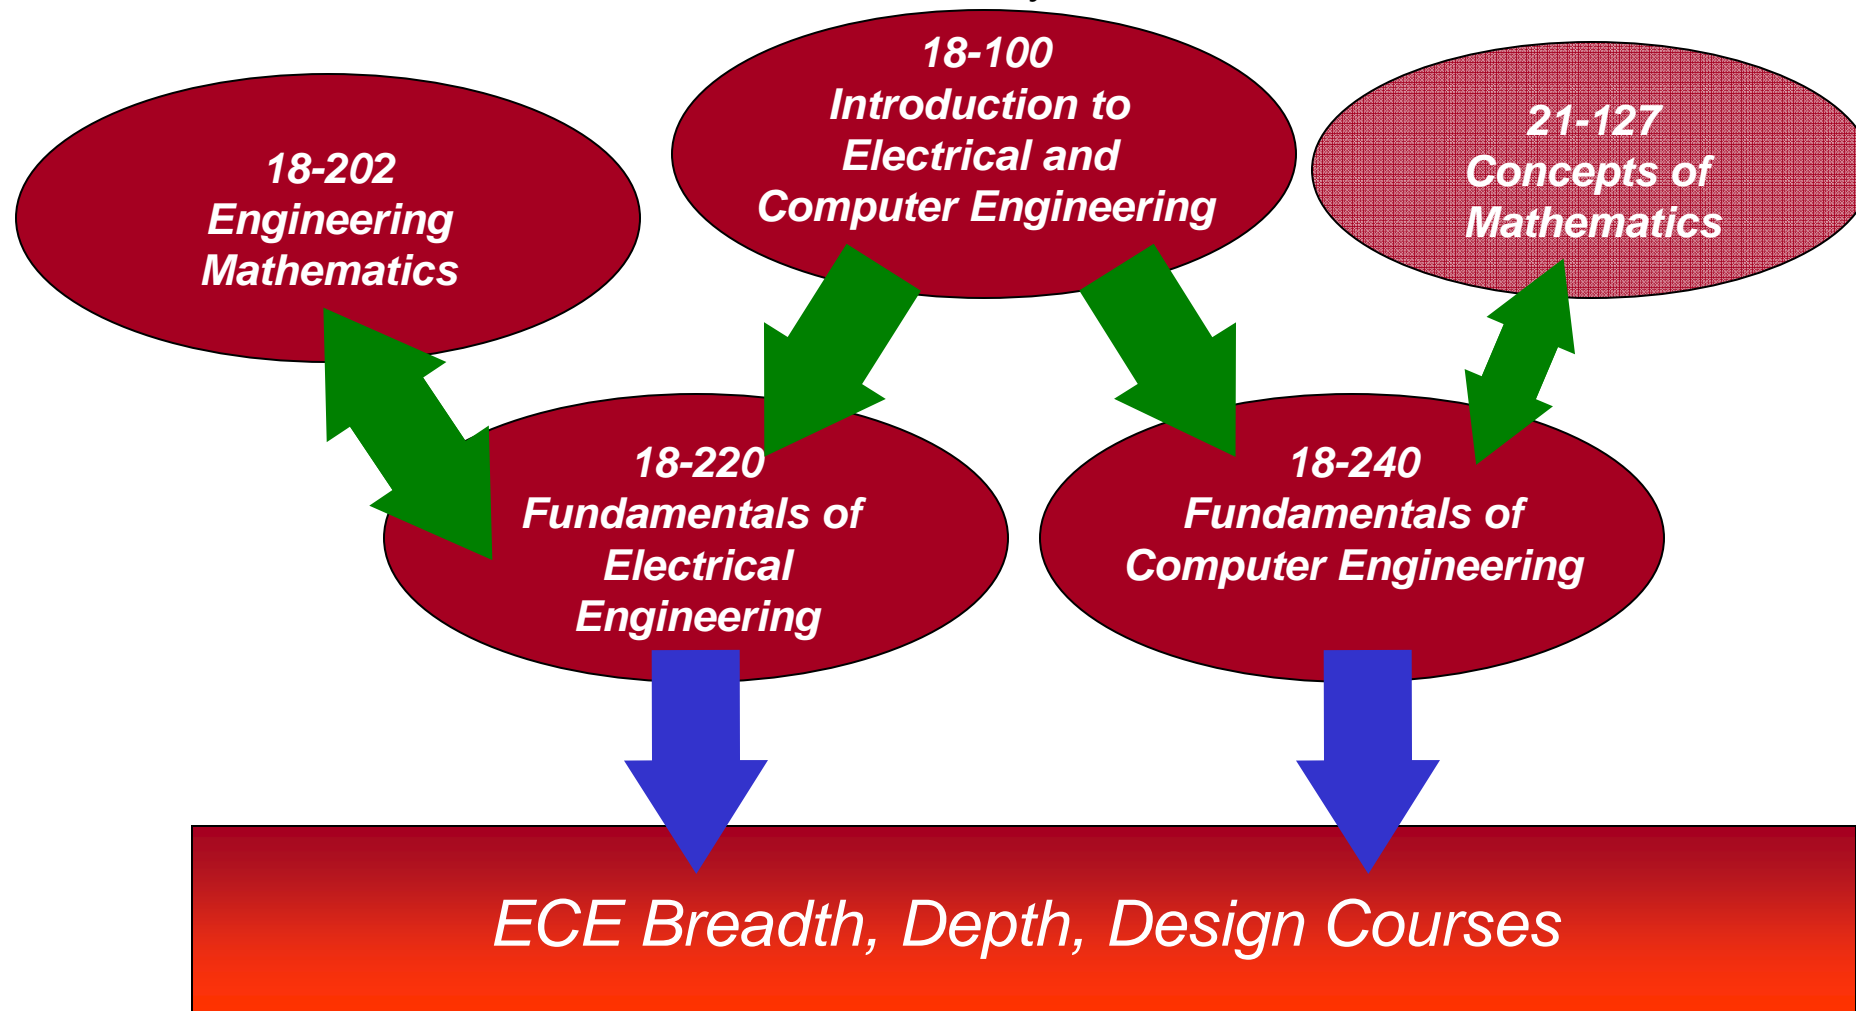 18-100
Introduction to
Electrical and
Computer Engineering
18-202
Engineering
Mathematics
21-127
Concepts of
Mathematics
18-220
Fundamentals of
Electrical
Engineering
18-240
Fundamentals of
Computer Engineering
ECE Breadth, Depth, Design Courses